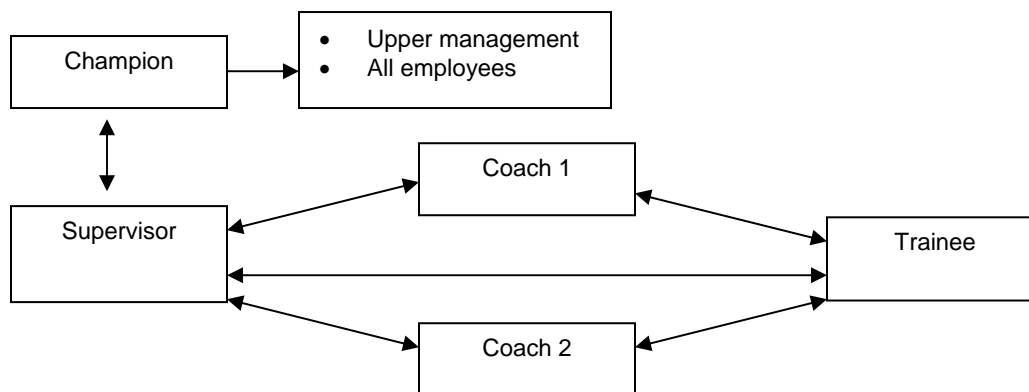 Champion
• Upper management
• All employees
Coach 1
Supervisor
Trainee
Coach 2